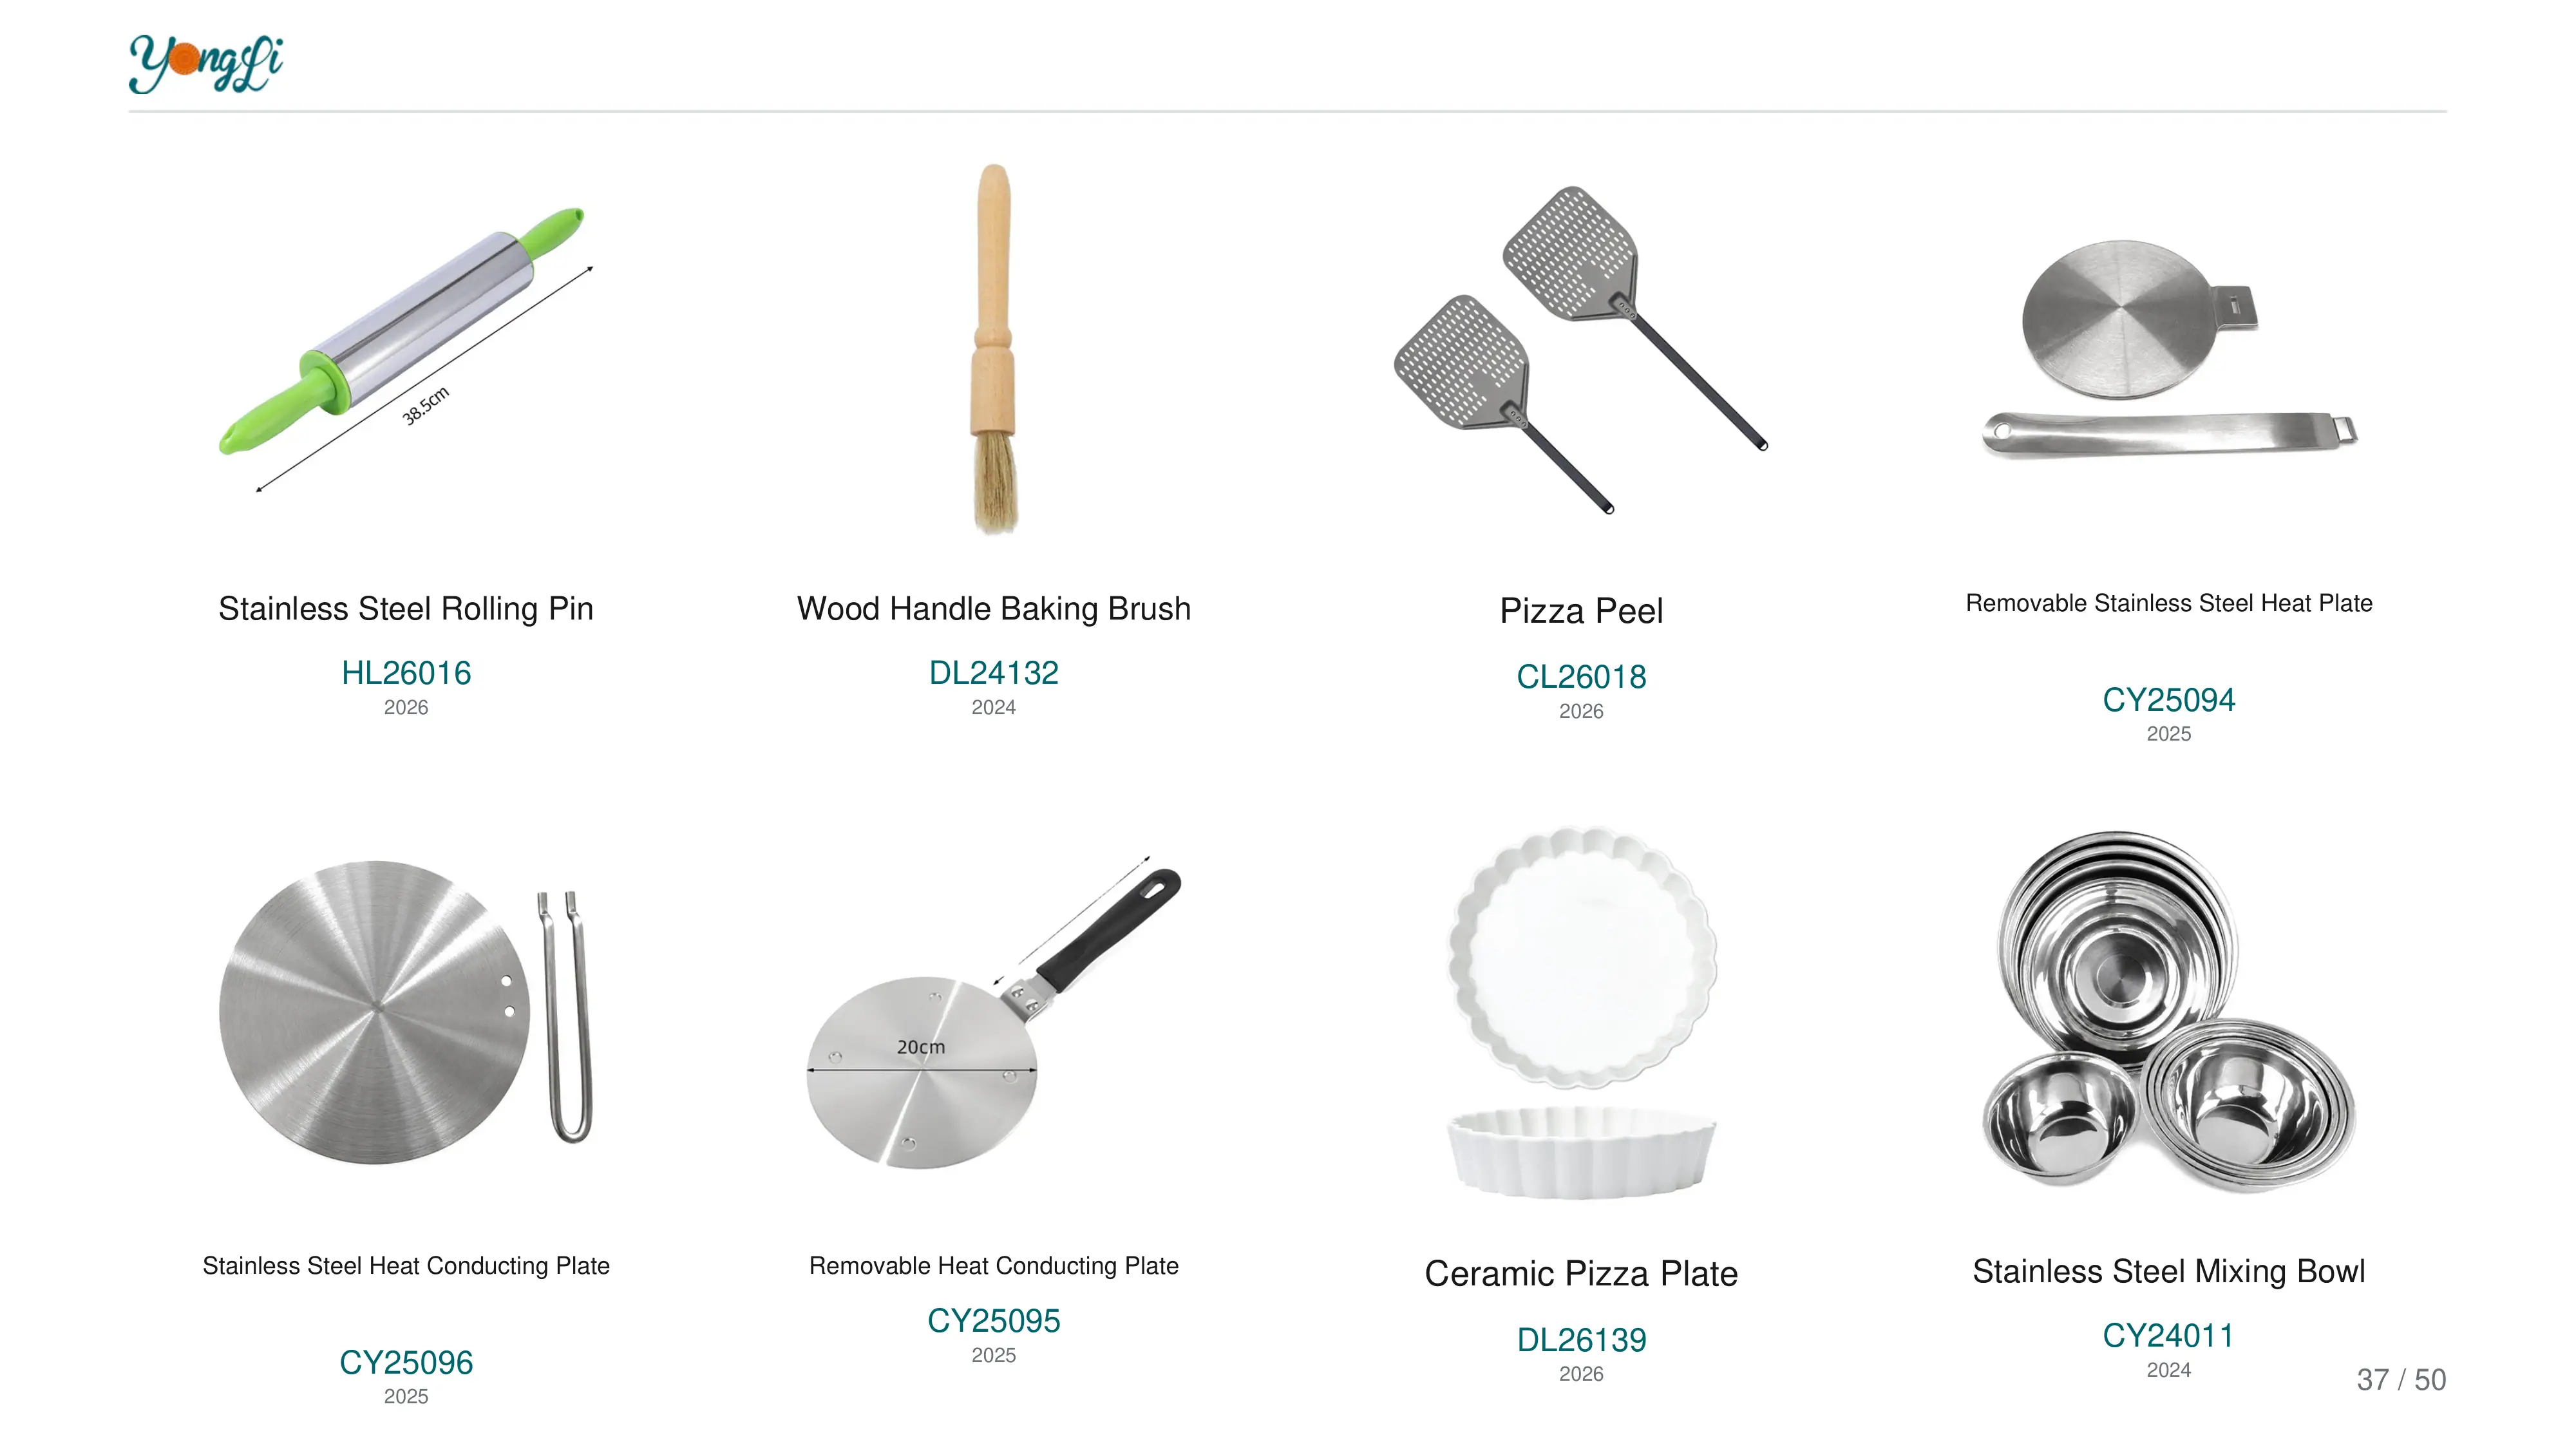 YongLi
38.5cm
Stainless Steel Rolling Pin
HL26016
2026
Wood Handle Baking Brush
DL24132
2024
Pizza Peel
CL26018
2026
Removable Stainless Steel Heat Plate
CY25094
2025
Stainless Steel Heat Conducting Plate
CY25096
2025
20cm
Removable Heat Conducting Plate
CY25095
2025
Ceramic Pizza Plate
DL26139
2026
Stainless Steel Mixing Bowl
CY24011
2024
37 / 50